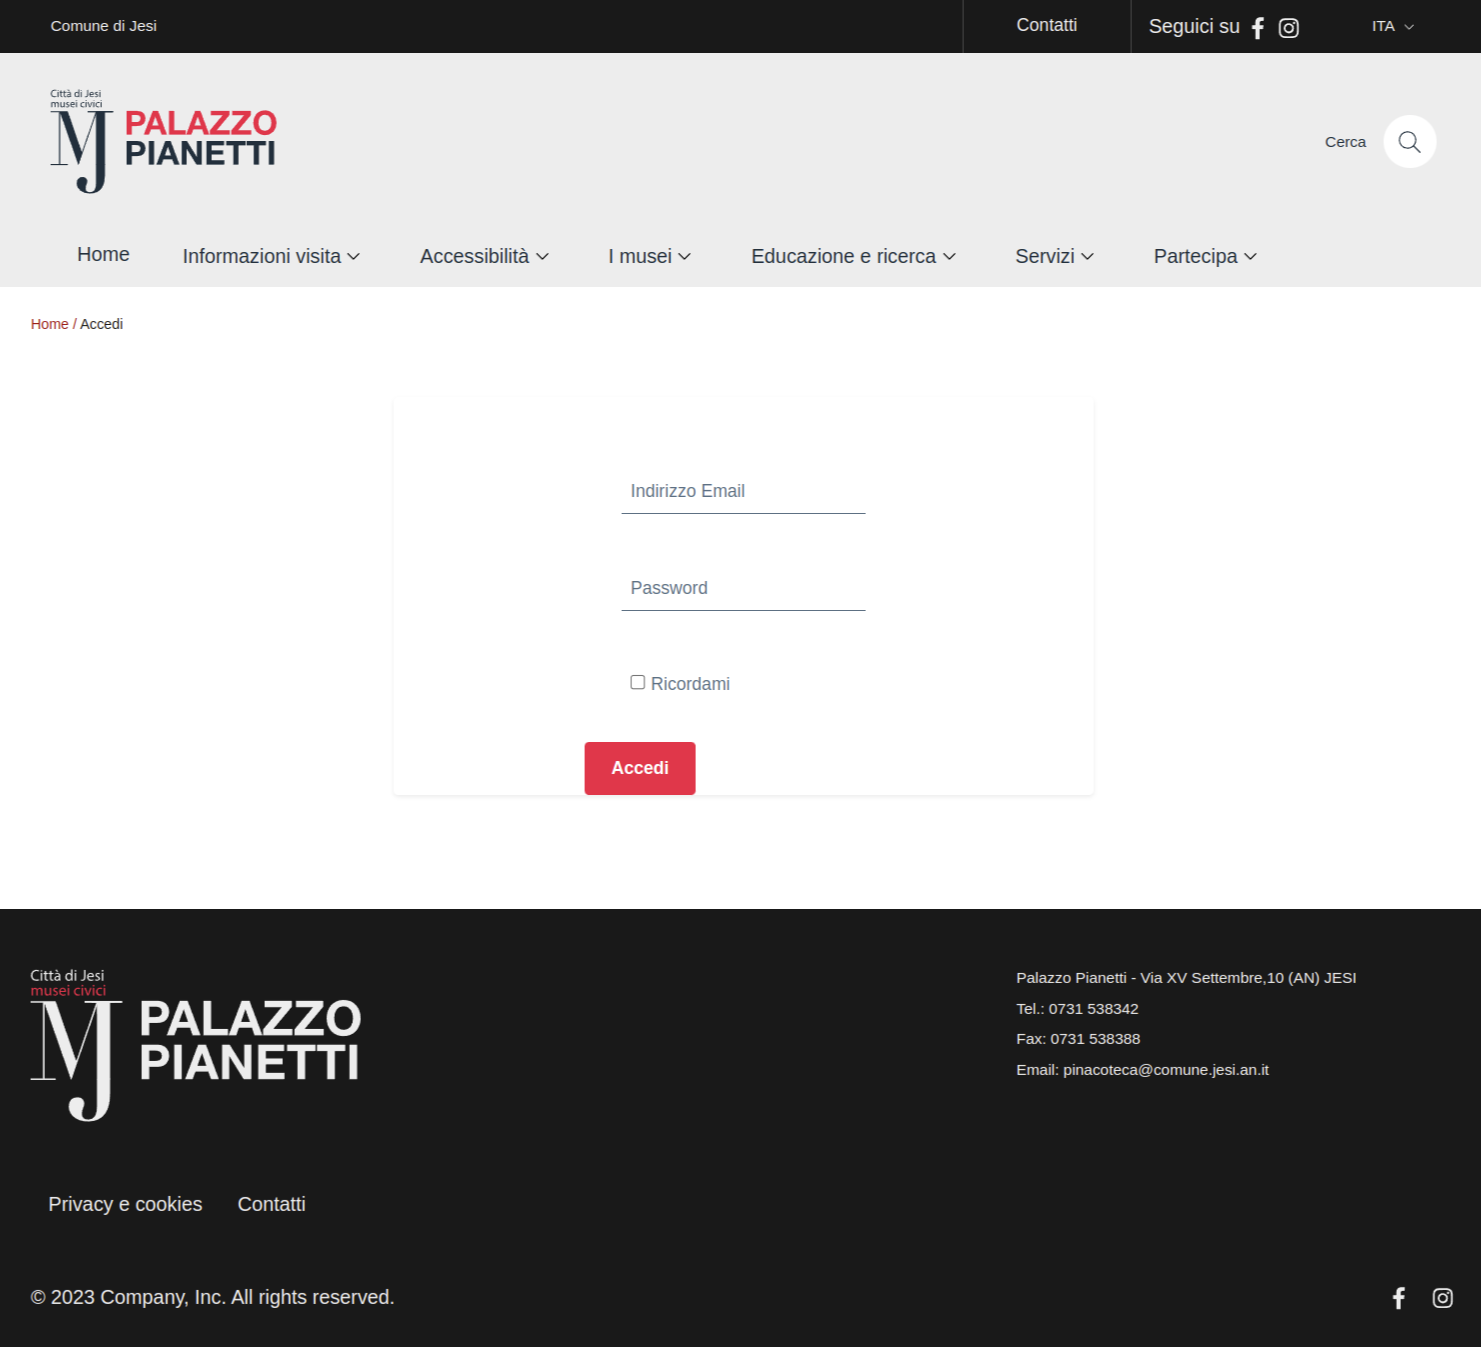 Comune di Jesi
Contatti
Seguici su
ITA
Città di Jesi
musei civici
MJ
PALAZZO
PIANETTI
Cerca
Home
Informazioni visita
Accessibilità
I musei
Educazione e ricerca
Servizi
Partecipa
Home / Accedi
Indirizzo Email
Password
Ricordami
Accedi
Città di Jesi
musei civici
MJ
PALAZZO
PIANETTI
Palazzo Pianetti - Via XV Settembre,10 (AN) JESI
Tel.: 0731 538342
Fax: 0731 538388
Email: pinacoteca@comune.jesi.an.it
Privacy e cookies
Contatti
© 2023 Company, Inc. All rights reserved.